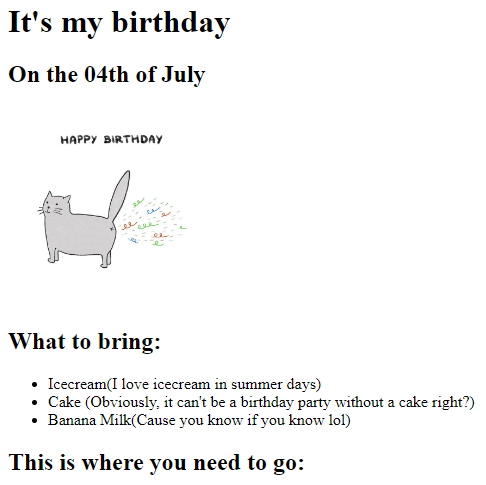 It's my birthday
On the 04th of July
HAPPY BIRTHDAY
What to bring:
Icecream(I love icecream in summer days)
Cake (Obviously, it can't be a birthday party without a cake right?)
Banana Milk(Cause you know if you know lol)
This is where you need to go: